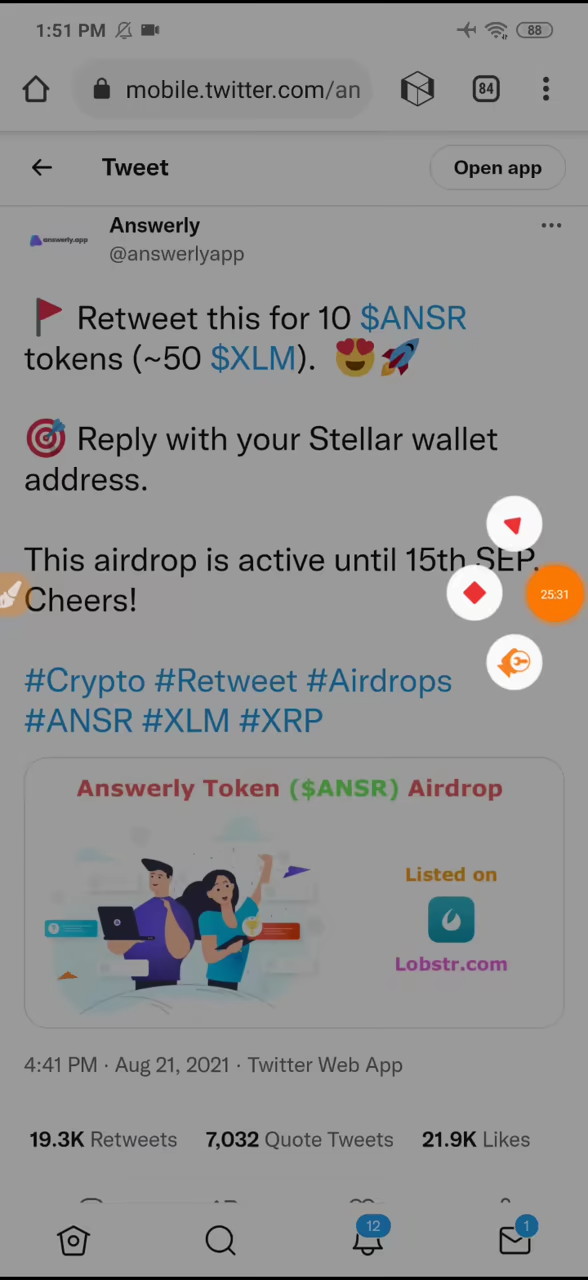 1:51 PM 88
mobile.twitter.com/an 84
Tweet Open app
Answerly
answerly.app
@answerlyapp
🚩 Retweet this for 10 $ANSR
tokens (~50 $XLM). 😍🚀
🎯 Reply with your Stellar wallet
address.
This airdrop is active until 15th SEP.
Cheers!
25:31
#Crypto #Retweet #Airdrops
#ANSR #XLM #XRP
Answerly Token ($ANSR) Airdrop
Listed on
Lobstr.com
4:41 PM · Aug 21, 2021 · Twitter Web App
19.3K Retweets 7,032 Quote Tweets 21.9K Likes
12 1